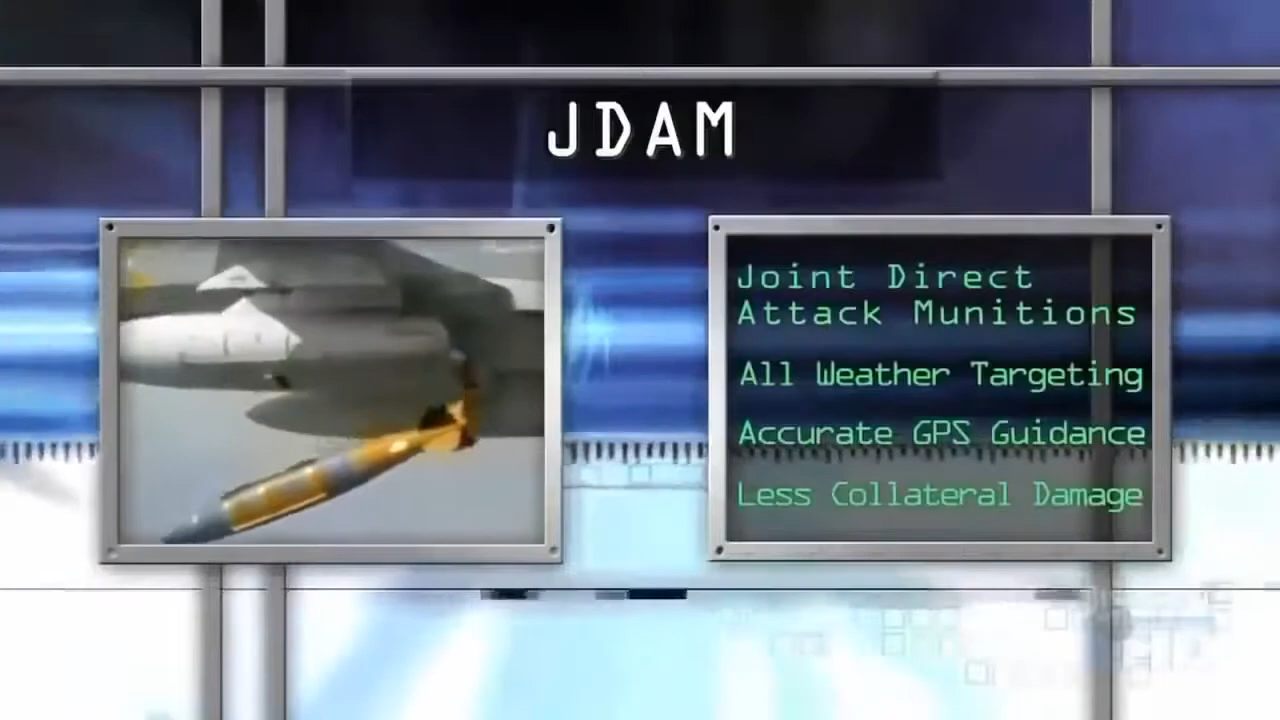 JDAM
Joint Direct
Attack Munitions
All Weather Targeting
Accurate GPS Guidance
Less Collateral Damage